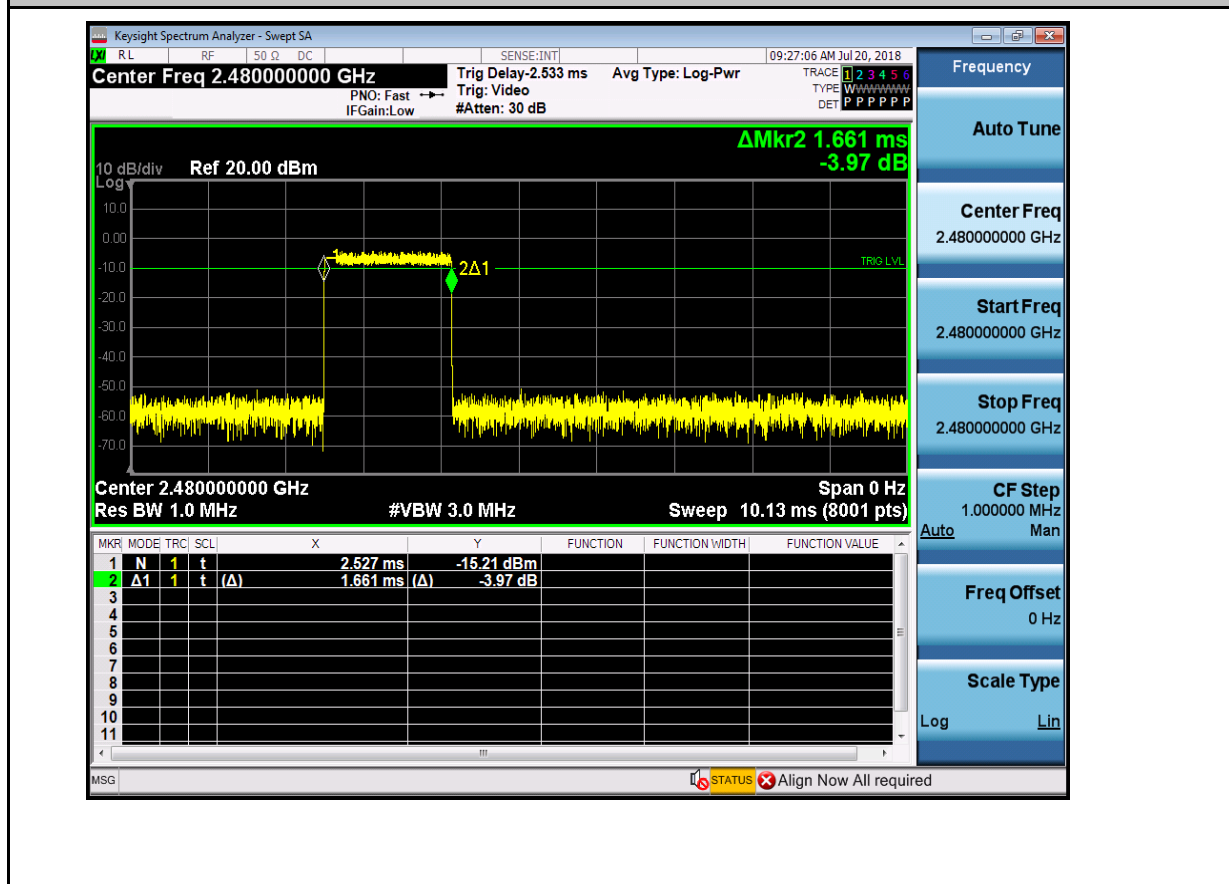 Keysight Spectrum Analyzer - Swept SA
LXI RL RF 50 Ω DC SENSE:INT 09:27:06 AM Jul 20, 2018
Center Freq 2.480000000 GHz
PNO: Fast
IFGain:Low
Trig Delay-2.533 ms
Trig: Video
#Atten: 30 dB
Avg Type: Log-Pwr
TRACE 1 2 3 4 5 6
TYPE WWWWWW
DET P P P P P P
ΔMkr2 1.661 ms
-3.97 dB
10 dB/div Ref 20.00 dBm
Log
10.0
0.00
-10.0
-20.0
-30.0
-40.0
-50.0
-60.0
-70.0
1
2Δ1
TRIG LVL
Center 2.480000000 GHz Span 0 Hz
Res BW 1.0 MHz #VBW 3.0 MHz Sweep 10.13 ms (8001 pts)
MKR MODE TRC SCL X Y FUNCTION FUNCTION WIDTH FUNCTION VALUE
1 N 1 t 2.527 ms -15.21 dBm
2 Δ1 1 t (Δ) 1.661 ms (Δ) -3.97 dB
3
4
5
6
7
8
9
10
11
MSG STATUS Align Now All required
Frequency
Auto Tune
Center Freq
2.480000000 GHz
Start Freq
2.480000000 GHz
Stop Freq
2.480000000 GHz
CF Step
1.000000 MHz
Auto Man
Freq Offset
0 Hz
Scale Type
Log Lin